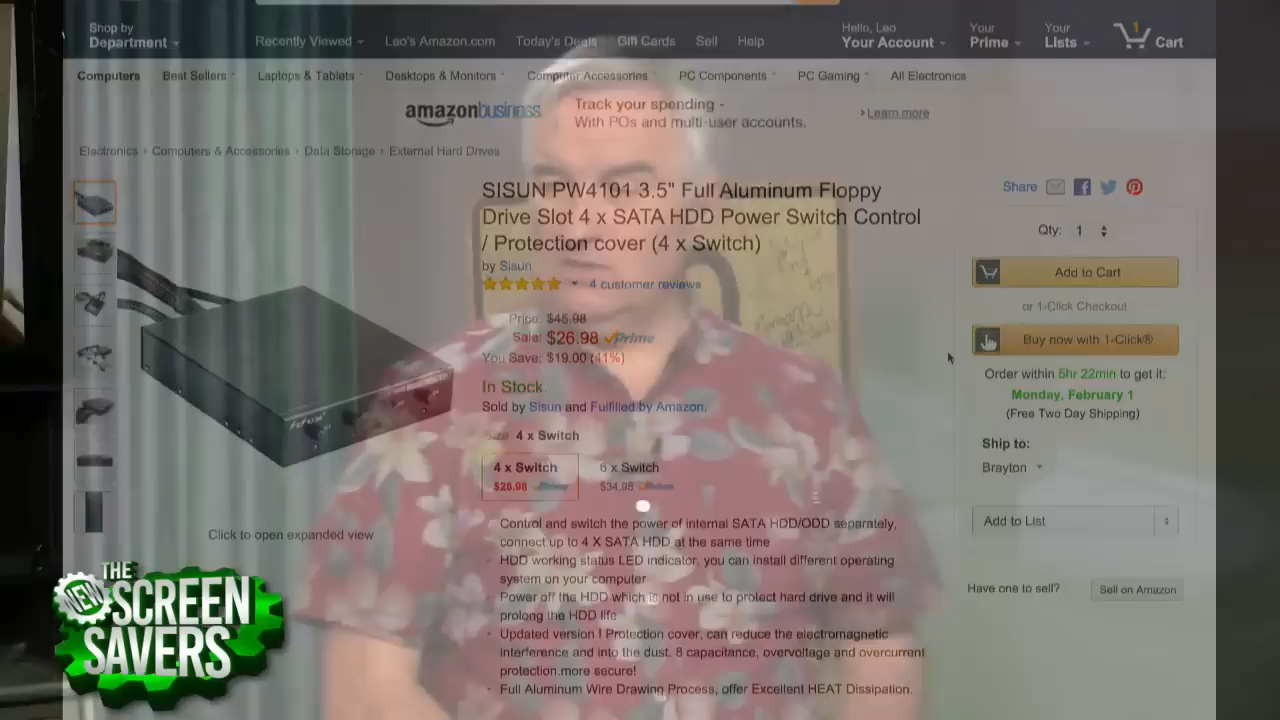 Shop by
Department
Recently Viewed
Leo's Amazon.com
Today's Deals
Gift Cards
Sell
Help
Hello, Leo
Your Account
Your
Prime
Your
Lists
1
Cart
Computers
Best Sellers
Laptops & Tablets
Desktops & Monitors
Computer Accessories
PC Components
PC Gaming
All Electronics
amazonbusiness
Track your spending -
With POs and multi-user accounts.
› Learn more
Electronics › Computers & Accessories › Data Storage › External Hard Drives
SISUN PW4101 3.5" Full Aluminum Floppy
Drive Slot 4 x SATA HDD Power Switch Control
/ Protection cover (4 x Switch)
by Sisun
4 customer reviews
Price: $45.98
Sale: $26.98 Prime
You Save: $19.00 (41%)
In Stock
Sold by Sisun and Fulfilled by Amazon.
Size: 4 x Switch
4 x Switch
$26.98 Prime
6 x Switch
$34.98 Prime
Control and switch the power of internal SATA HDD/ODD separately,
connect up to 4 X SATA HDD at the same time
HDD working status LED indicator, you can install different operating
system on your computer
Power off the HDD which is not in use to protect hard drive and it will
prolong the HDD life
Updated version ! Protection cover, can reduce the electromagnetic
interference and into the dust. 8 capacitance, overvoltage and overcurrent
protection.more secure!
Full Aluminum Wire Drawing Process, offer Excellent HEAT Dissipation.
Click to open expanded view
Share
Qty: 1
Add to Cart
or 1-Click Checkout
Buy now with 1-Click®
Order within 5hr 22min to get it:
Monday, February 1
(Free Two Day Shipping)
Ship to:
Brayton
Add to List
Have one to sell?
Sell on Amazon
THE
NEW
SCREEN
SAVERS